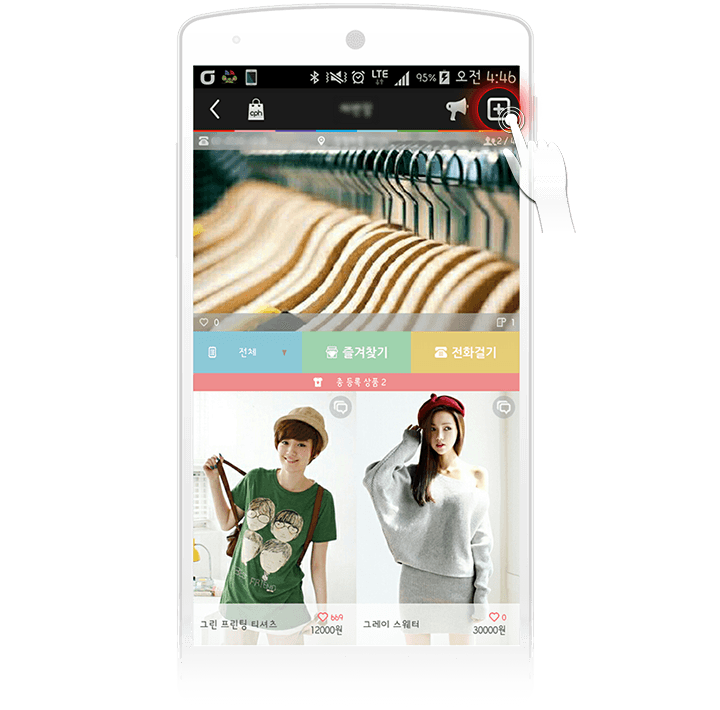 LTE 95% 오전 4:46
cph
2 / 4
0
1
전체
즐겨찾기
전화걸기
총 등록 상품 2
FRIEND
그린 프린팅 티셔츠
669
12000원
그레이 스웨터
0
30000원